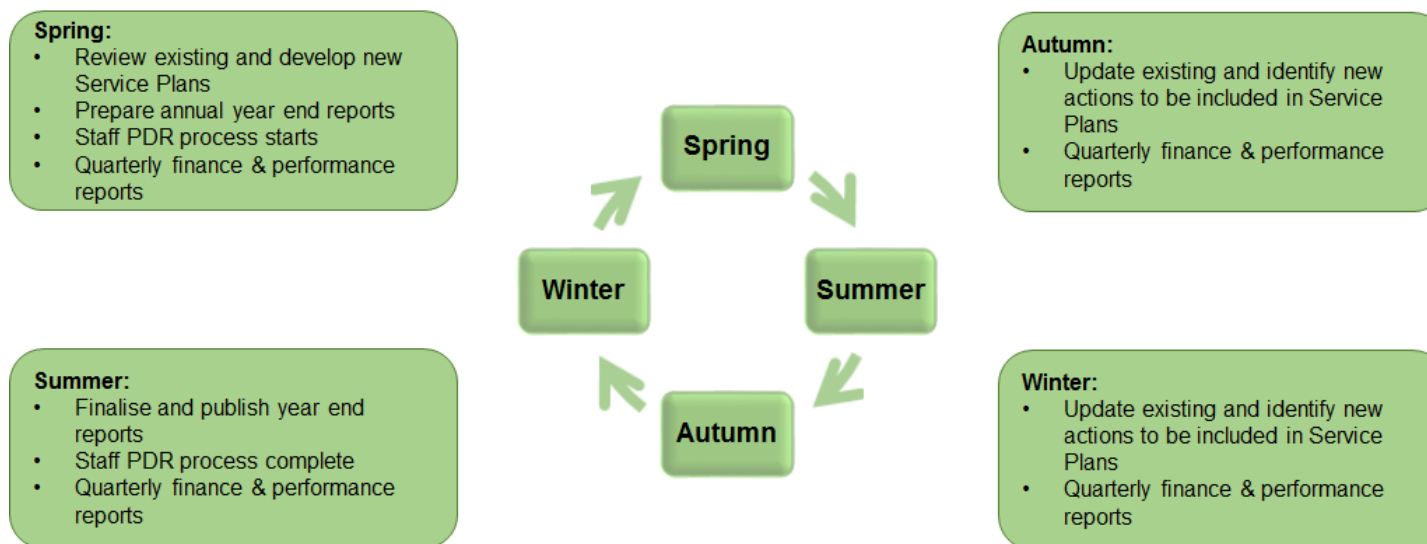 Spring:
• Review existing and develop new
Service Plans
• Prepare annual year end reports
• Staff PDR process starts
• Quarterly finance & performance
reports
Autumn:
• Update existing and identify new
actions to be included in Service
Plans
• Quarterly finance & performance
reports
Spring
Winter
Summer
Autumn
Summer:
• Finalise and publish year end
reports
• Staff PDR process complete
• Quarterly finance & performance
reports
Winter:
• Update existing and identify new
actions to be included in Service
Plans
• Quarterly finance & performance
reports